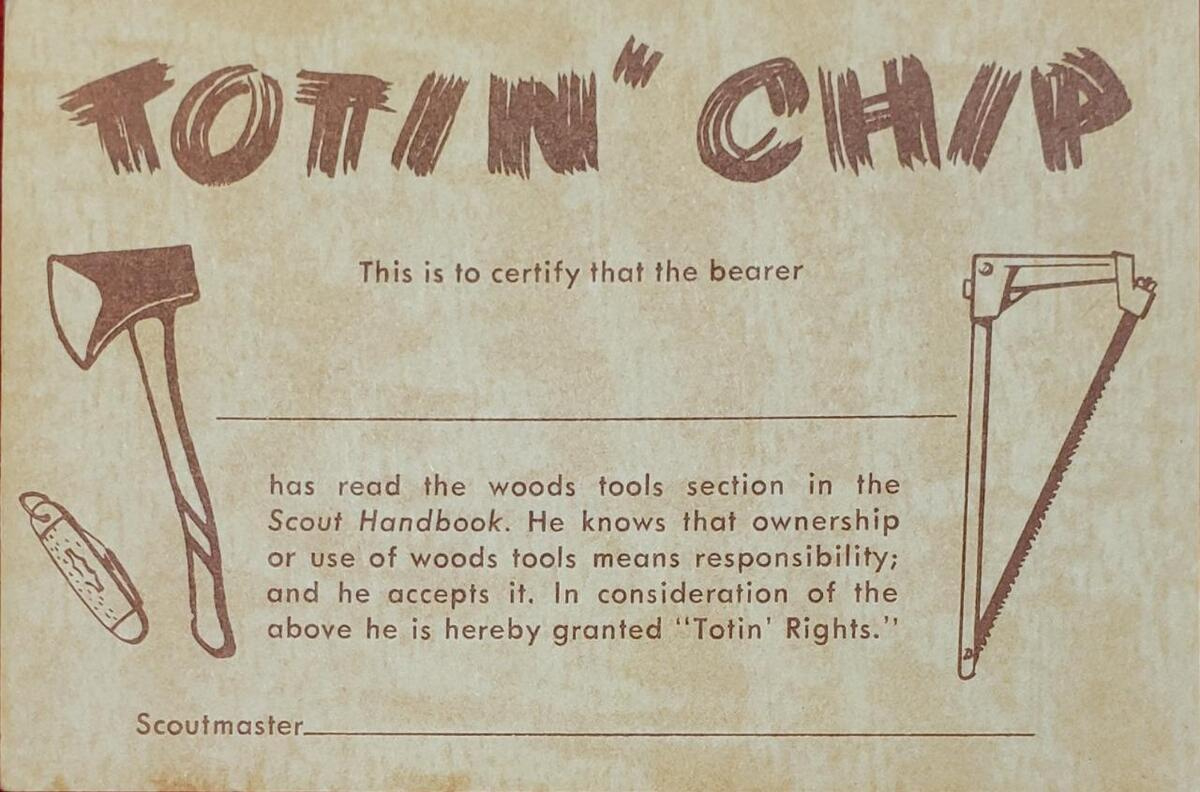 TOTIN' CHIP
This is to certify that the bearer
has read the woods tools section in the
Scout Handbook. He knows that ownership
or use of woods tools means responsibility;
and he accepts it. In consideration of the
above he is hereby granted “Totin' Rights.”
Scoutmaster